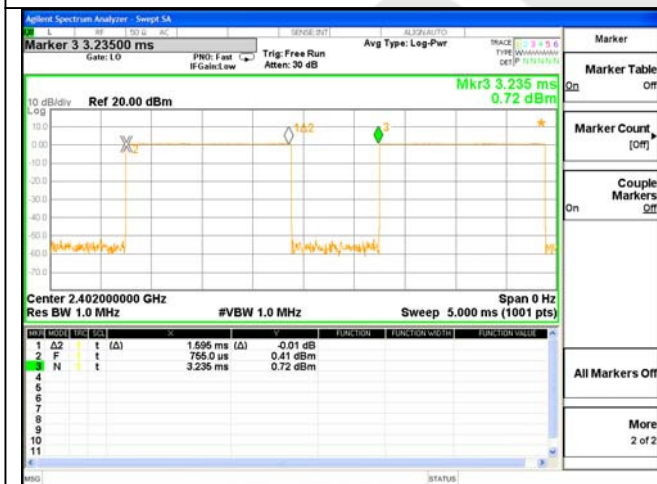 Agilent Spectrum Analyzer - Swept SA
L RF 50 Ω AC SENSE:INT ALIGNAUTO
Marker 3 3.23500 ms
Gate: LO
PNO: Fast
IFGain:Low
Trig: Free Run
Atten: 30 dB
Avg Type: Log-Pwr
TRACE 1 2 3 4 5 6
TYPE
DET P N N N N N
Mkr3 3.235 ms
0.72 dBm
10 dB/div Ref 20.00 dBm
Log
10.0
0.00
-10.0
-20.0
-30.0
-40.0
-50.0
-60.0
-70.0
X2
1Δ2
3
Center 2.402000000 GHz Span 0 Hz
Res BW 1.0 MHz #VBW 1.0 MHz Sweep 5.000 ms (1001 pts)
MKR MODE TRC SCL X Y FUNCTION FUNCTION WIDTH FUNCTION VALUE
1 Δ2 1 t (Δ) 1.595 ms (Δ) -0.01 dB
2 F 1 t 755.0 us 0.41 dBm
3 N 1 t 3.235 ms 0.72 dBm
4
5
6
7
8
9
10
11
MSG STATUS
Marker
Marker Table
On Off
Marker Count
[Off]
Couple
Markers
On Off
All Markers Off
More
2 of 2